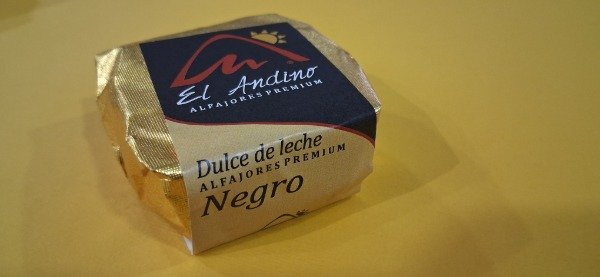 El Andino
ALFAJORES PREMIUM
Dulce de leche
ALFAJORES PREMIUM
Negro